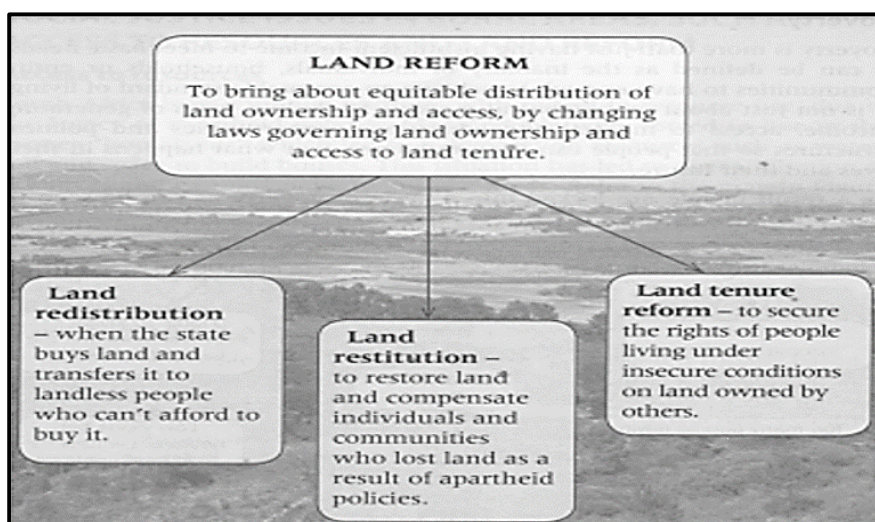 LAND REFORM
To bring about equitable distribution of
land ownership and access, by changing
laws governing land ownership and
access to land tenure.
Land
redistribution
– when the state
buys land and
transfers it to
landless people
who can't afford to
buy it.
Land
restitution –
to restore land
and compensate
individuals and
communities
who lost land as a
result of apartheid
policies.
Land tenure
reform – to secure
the rights of people
living under
insecure conditions
on land owned by
others.